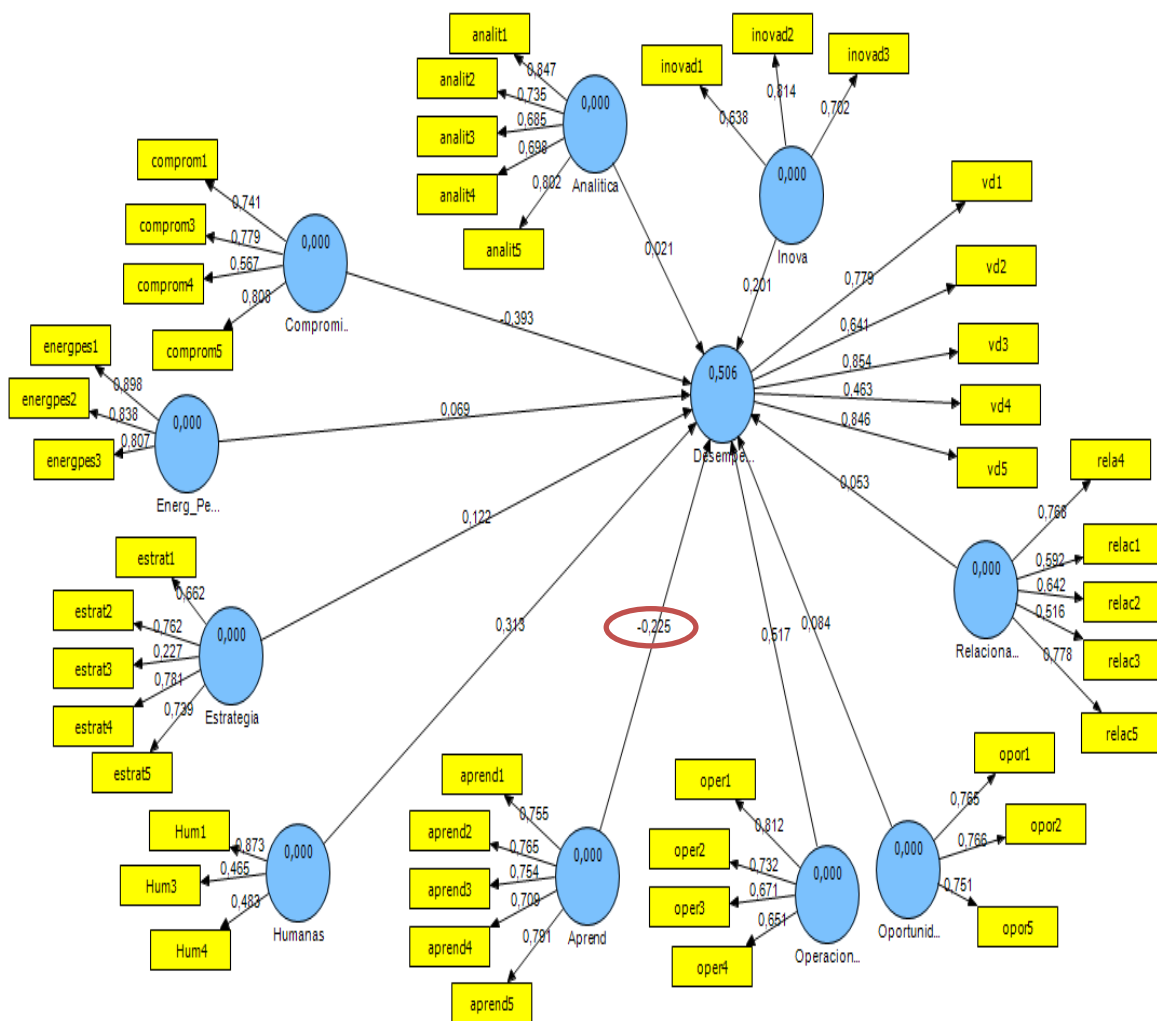 analit1
analit2
analit3
analit4
analit5
0,847
0,735
0,685
0,698
0,802
0,000
Analitica
0,021
inovad1
inovad2
inovad3
0,638
0,814
0,702
0,000
Inova
0,201
comprom1
comprom3
comprom4
comprom5
0,741
0,779
0,567
0,808
0,000
Compromi..
-0,393
energpes1
energpes2
energpes3
0,898
0,838
0,807
0,000
Energ_Pe...
0,069
vd1
vd2
vd3
vd4
vd5
0,779
0,641
0,854
0,463
0,846
0,506
Desempe...
estrat1
estrat2
estrat3
estrat4
estrat5
0,662
0,762
0,227
0,781
0,739
0,000
Estrategia
0,122
rela4
relac1
relac2
relac3
relac5
0,766
0,592
0,642
0,516
0,778
0,000
Relaciona...
0,053
Hum1
Hum3
Hum4
0,873
0,465
0,483
0,000
Humanas
0,313
aprend1
aprend2
aprend3
aprend4
aprend5
0,755
0,765
0,754
0,709
0,791
0,000
Aprend
-0,225
oper1
oper2
oper3
oper4
0,812
0,732
0,671
0,651
0,000
Operacion...
0,517
opor1
opor2
opor5
0,765
0,766
0,751
0,000
Oportunid...
0,084